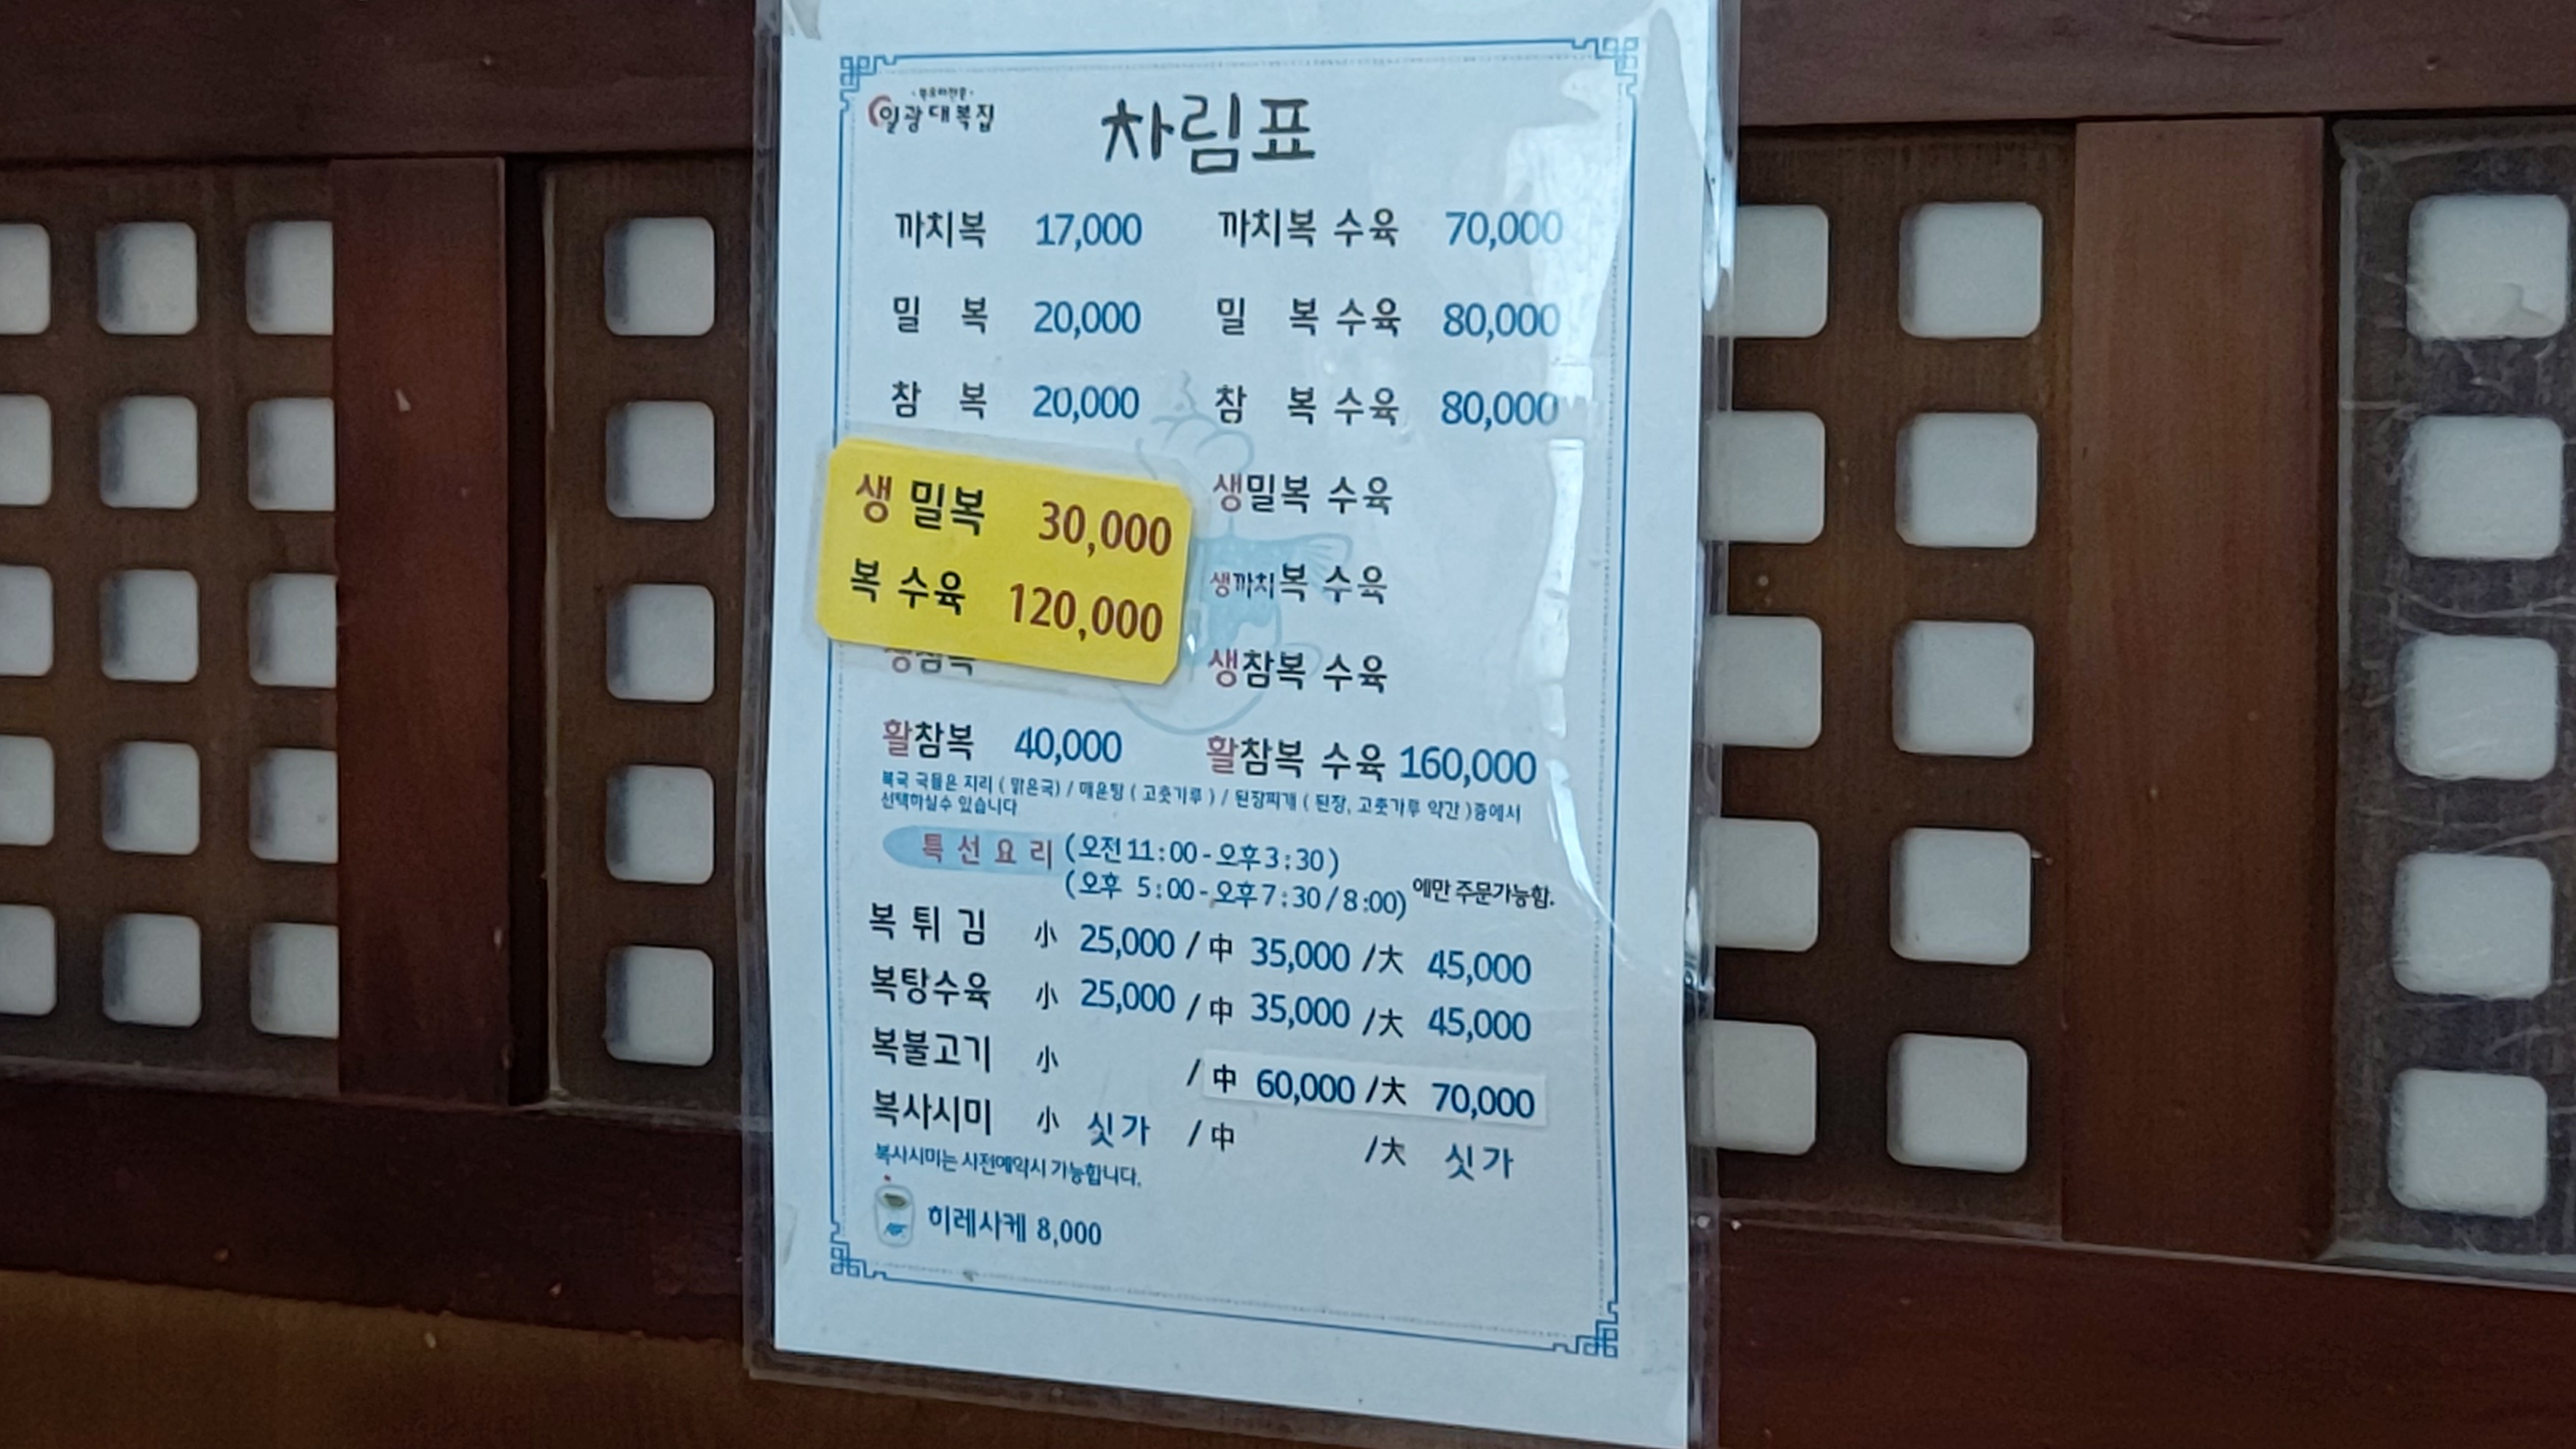 ·복요리전문·
일광대복집
차림표
까치복 17,000 까치복 수육 70,000
밀 복 20,000 밀 복 수육 80,000
참 복 20,000 참 복 수육 80,000
생 밀복 30,000
복 수육 120,000
생밀복 수육
생까치복 수육
생참복 생참복 수육
활참복 40,000 활참복 수육 160,000
복국 국물은 지리 ( 맑은국) / 매운탕 ( 고춧가루 ) / 된장찌개 ( 된장, 고춧가루 약간 )중에서
선택하실수 있습니다
특선요리 (오전 11:00 - 오후 3:30)
(오후 5:00 - 오후 7:30 / 8:00) 에만 주문가능함.
복 튀 김 小 25,000 / 中 35,000 / 大 45,000
복탕수육 小 25,000 / 中 35,000 / 大 45,000
복불고기 小 / 中 60,000 / 大 70,000
복사시미 小 싯가 / 中 / 大 싯가
복사시미는 사전예약시 가능합니다.
히레사케 8,000